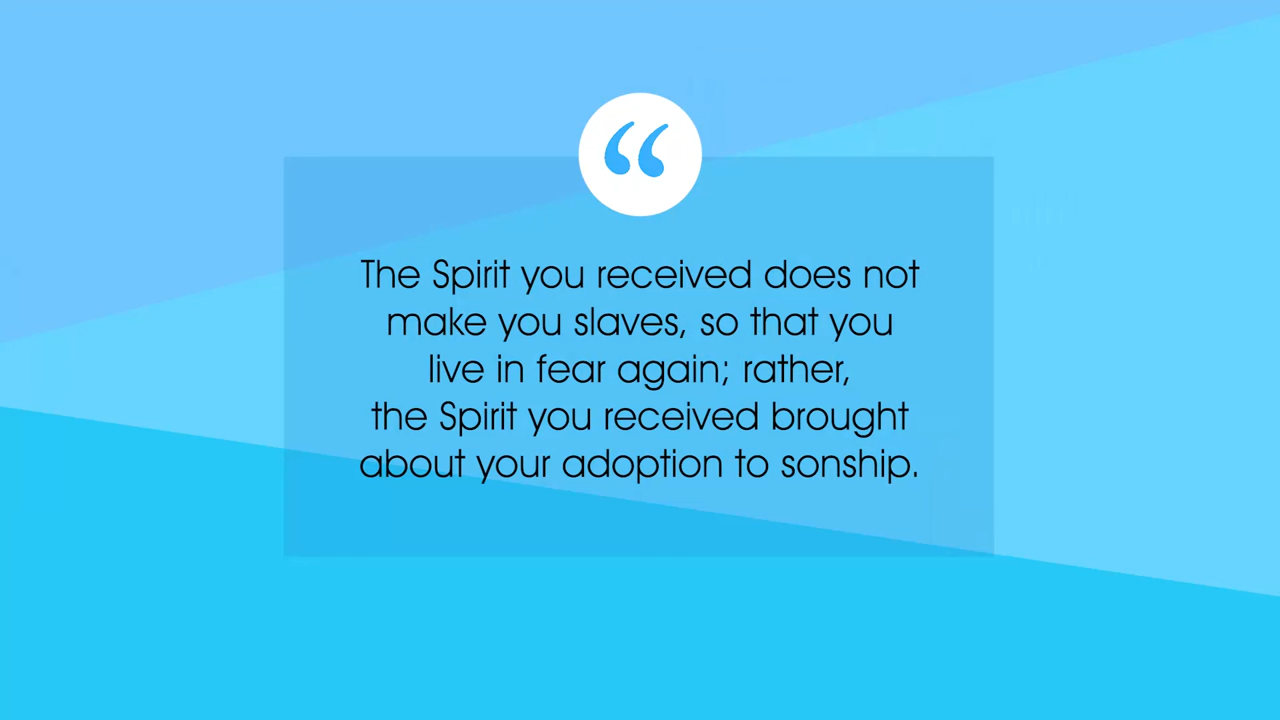 “
The Spirit you received does not
make you slaves, so that you
live in fear again; rather,
the Spirit you received brought
about your adoption to sonship.